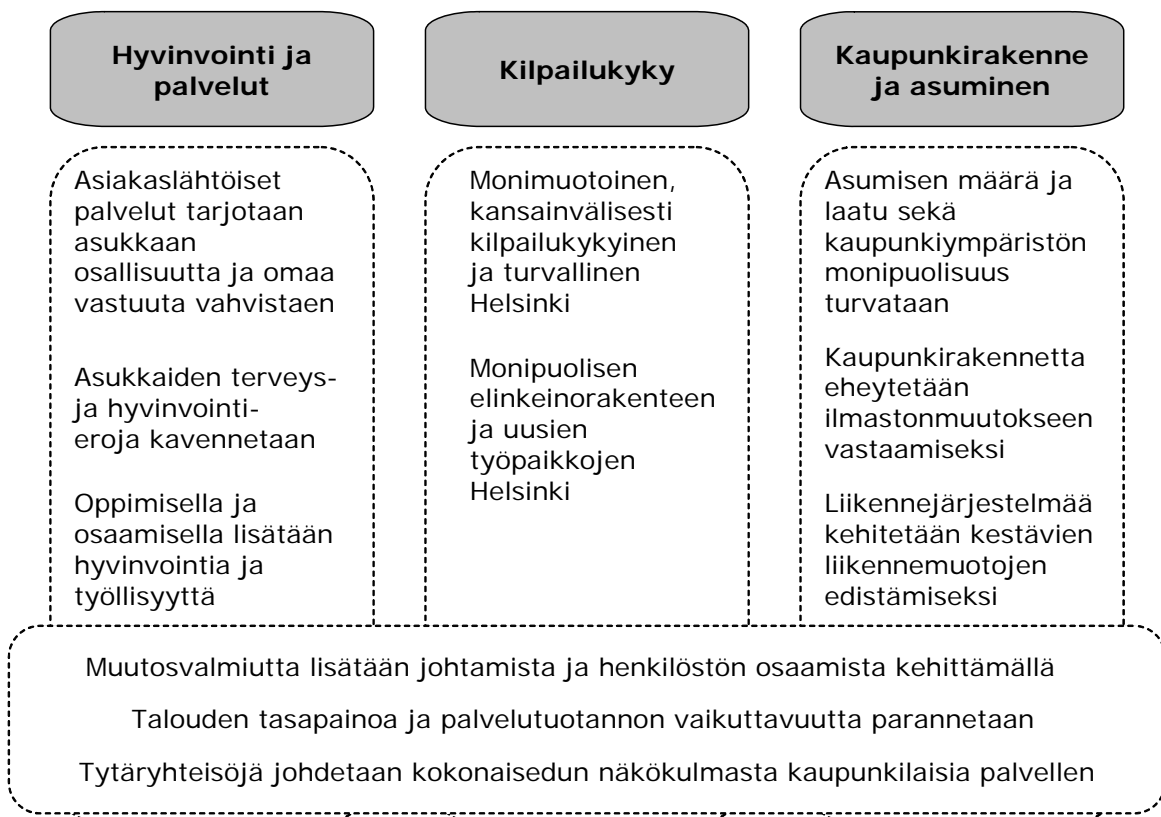 Hyvinvointi ja
palvelut
Kilpailukyky
Kaupunkirakenne
ja asuminen
Asiakaslähtöiset
palvelut tarjotaan
asukkaan
osallisuutta ja omaa
vastuuta vahvistaen
Asukkaiden terveys-
ja hyvinvointi-
eroja kavennetaan
Oppimisella ja
osaamisella lisätään
hyvinvointia ja
työllisyyttä
Monimuotoinen,
kansainvälisesti
kilpailukykyinen
ja turvallinen
Helsinki
Monipuolisen
elinkeinorakenteen
ja uusien
työpaikkojen
Helsinki
Asumisen määrä ja
laatu sekä
kaupunkiympäristön
monipuolisuus
turvataan
Kaupunkirakennetta
eheytetään
ilmastonmuutokseen
vastaamiseksi
Liikennejärjestelmää
kehitetään kestävien
liikennemuotojen
edistämiseksi
Muutosvalmiutta lisätään johtamista ja henkilöstön osaamista kehittämällä
Talouden tasapainoa ja palvelutuotannon vaikuttavuutta parannetaan
Tytäryhteisöjä johdetaan kokonaisedun näkökulmasta kaupunkilaisia palvellen